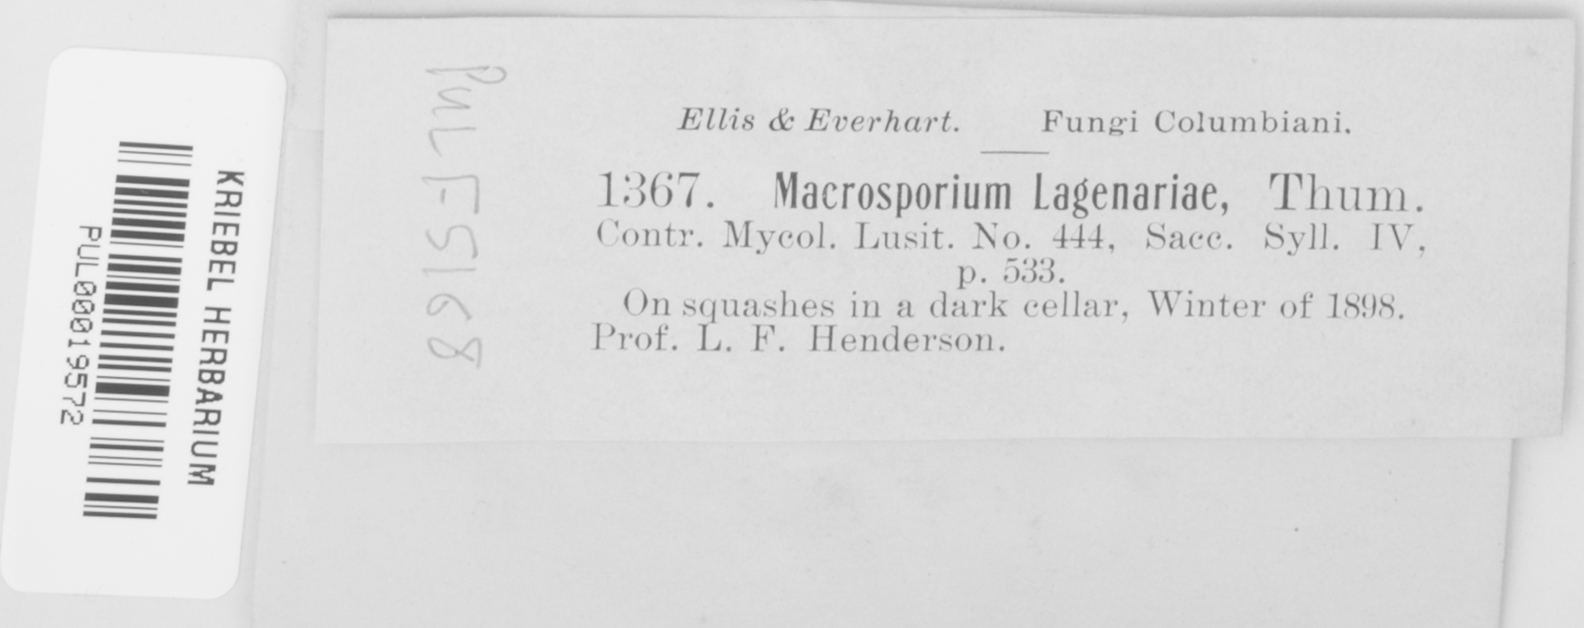 KRIEBEL HERBARIUM
PUL00019572
PUL F5168
Ellis & Everhart. Fungi Columbiani.
1367. Macrosporium Lagenariae, Thum.
Contr. Mycol. Lusit. No. 444, Sacc. Syll. IV,
p. 533.
On squashes in a dark cellar, Winter of 1898.
Prof. L. F. Henderson.